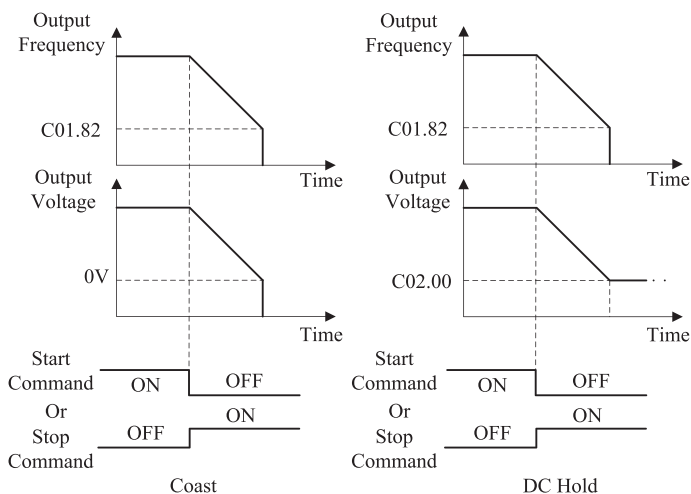 Output
Frequency
C01.82
Time
Output
Voltage
0V
Time
Start
Command
ON
OFF
Or
ON
Stop
Command
OFF
Coast
Output
Frequency
C01.82
Time
Output
Voltage
C02.00
Time
Start
Command
ON
OFF
Or
ON
Stop
Command
OFF
DC Hold